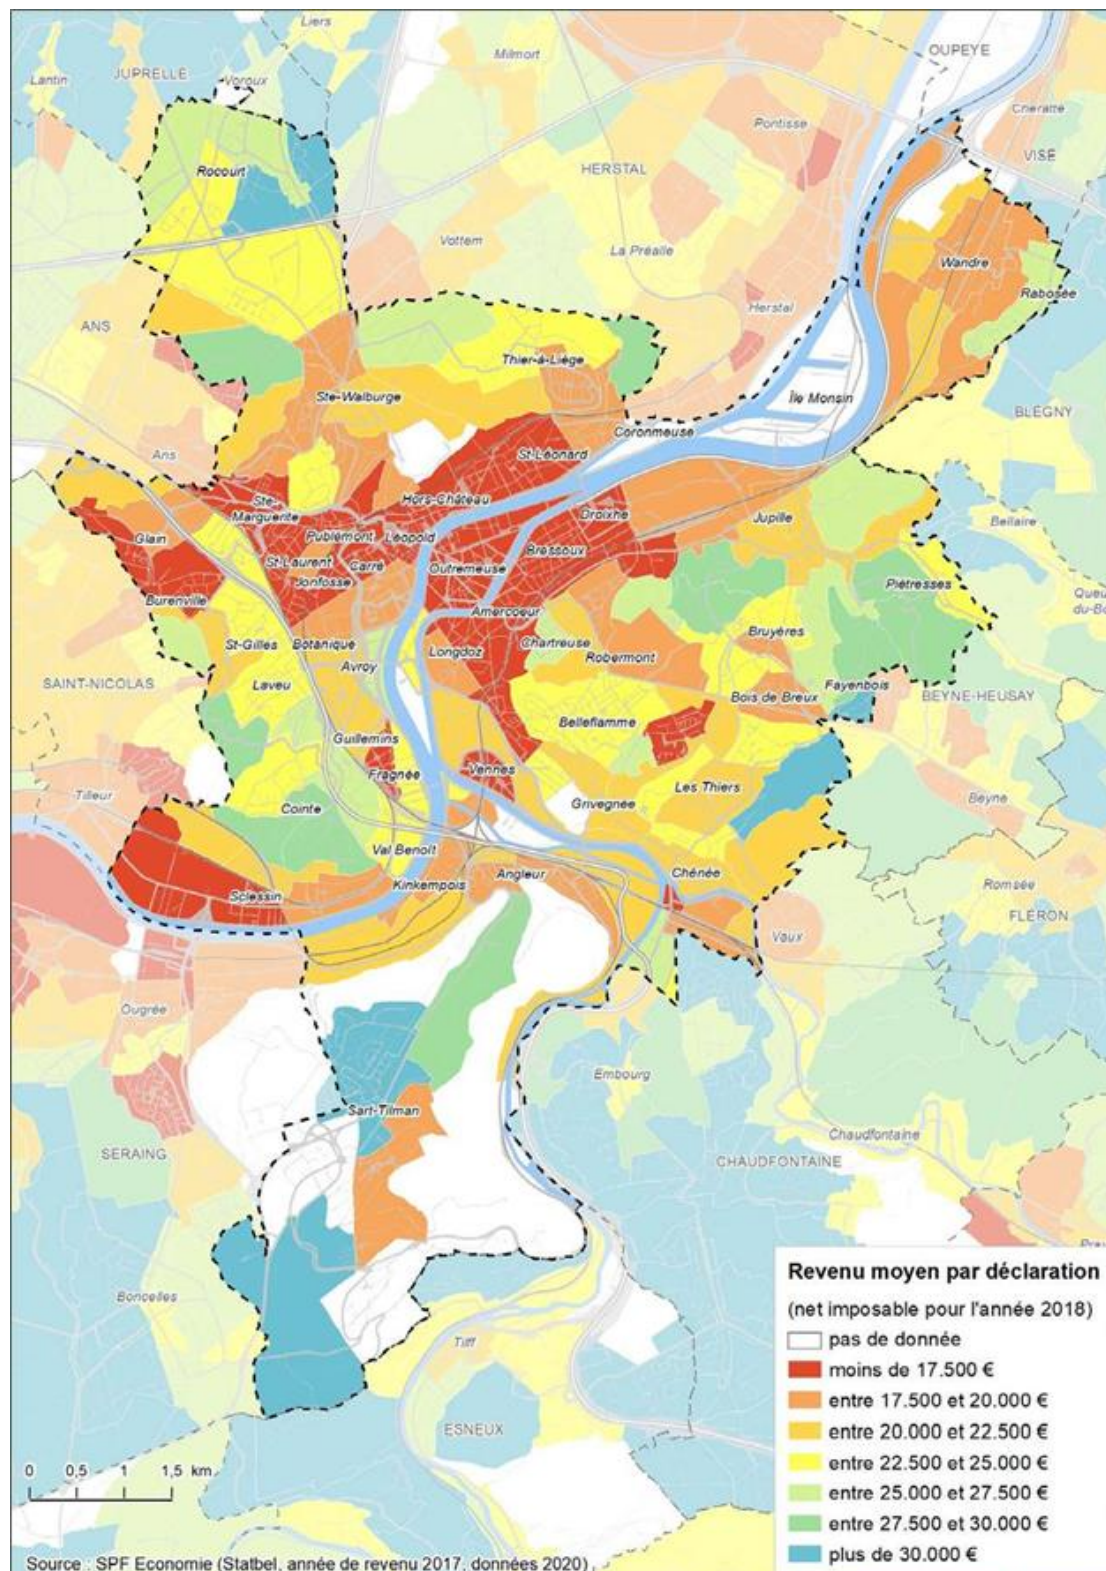 Liers
Milmort
OUPEYE
Lantin
JUPRELLE
Voroux
Cheratte
Pontisse
VISÉ
Rocourt
HERSTAL
Vottem
La Préalle
Wandre
Rabosée
Herstal
ANS
Thier-à-Liège
Ste-Walburge
Île Monsin
BLÉGNY
Coronmeuse
Ans
St-Léonard
Hors-Château
Ste-
Marguerite
Droixhe
Jupille
Bellaire
Glain
Publémont
Léopold
Bressoux
St-Laurent
Carré
Outremeuse
Jonfosse
Piétresses
Burenville
Amercoeur
Queu
du-Bo
St-Gilles
Botanique
Chartreuse
Bruyères
Avroy
Longdoz
Robermont
SAINT-NICOLAS
Laveu
Fayenbois
Bois de Breux
BEYNE-HEUSAY
Belleflamme
Guillemins
Fragnée
Vennes
Les Thiers
Tilleur
Cointe
Grivegnée
Beyne
Val Benoît
Chênée
Angleur
Kinkempois
Sclessin
Romsée
FLÉRON
Vaux
Ougrée
Embourg
Sart-Tilman
Chaudfontaine
SERAING
CHAUDFONTAINE
Boncelles
Tilff
ESNEUX
Revenu moyen par déclaration
(net imposable pour l'année 2018)
pas de donnée
moins de 17.500 €
entre 17.500 et 20.000 €
entre 20.000 et 22.500 €
entre 22.500 et 25.000 €
entre 25.000 et 27.500 €
entre 27.500 et 30.000 €
plus de 30.000 €
0 0,5 1 1,5 km
Source : SPF Economie (Statbel, année de revenu 2017, données 2020)